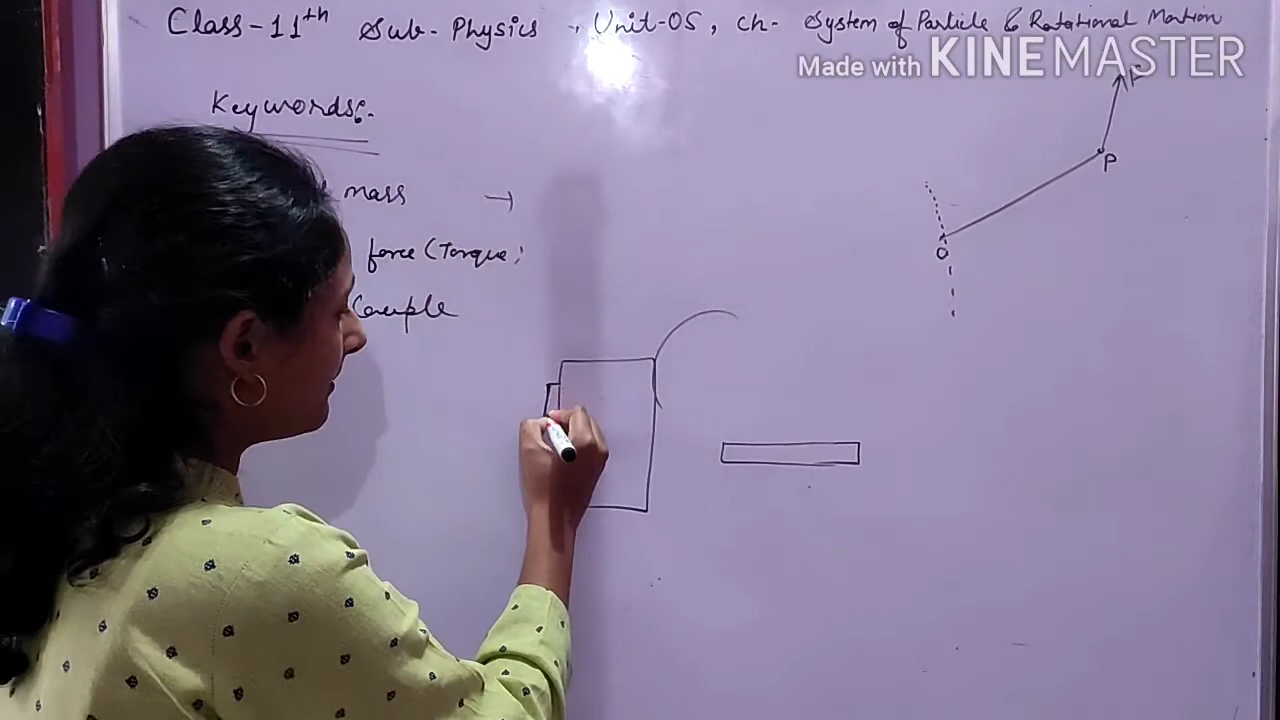 Class-11th Sub- Physics , Unit-05, Ch- System of Particle & Rotational Motion
Made with KINEMASTER
Keywords:-
F
P
mass →
O
force (Torque)
Couple